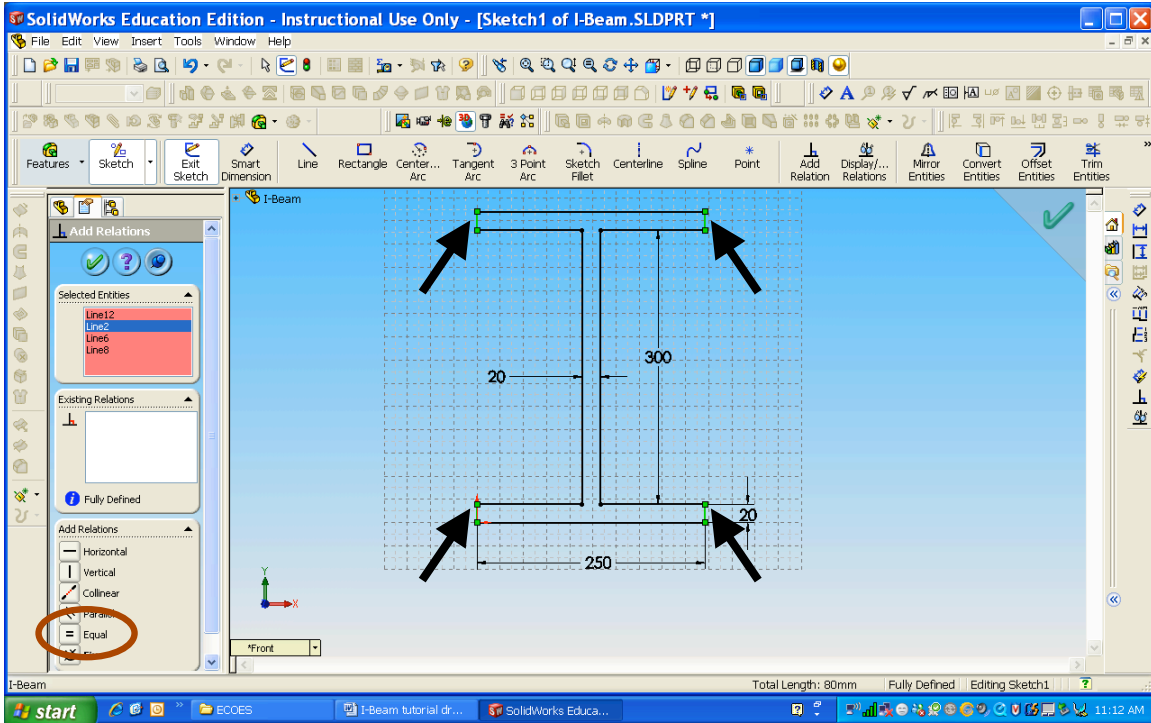 SolidWorks Education Edition - Instructional Use Only - [Sketch1 of I-Beam.SLDPRT *]
File Edit View Insert Tools Window Help
Features Sketch Exit Sketch Smart Dimension Line Rectangle Center... Arc Tangent Arc 3 Point Arc Sketch Fillet Centerline Spline Point Add Relation Display/... Relations Mirror Entities Convert Entities Offset Entities Trim Entities
I-Beam
Add Relations
Selected Entities
Line12
Line2
Line6
Line8
Existing Relations
Fully Defined
Add Relations
Horizontal
Vertical
Collinear
Parallel
Equal
300
20
20
250
Y
X
*Front
I-Beam
Total Length: 80mm Fully Defined Editing Sketch1
start ECOES I-Beam tutorial dr... SolidWorks Educa... 11:12 AM